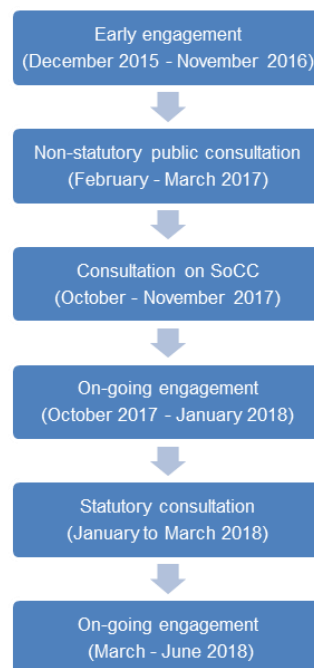 Early engagement
(December 2015 - November 2016)
Non-statutory public consultation
(February - March 2017)
Consultation on SoCC
(October - November 2017)
On-going engagement
(October 2017 - January 2018)
Statutory consultation
(January to March 2018)
On-going engagement
(March - June 2018)